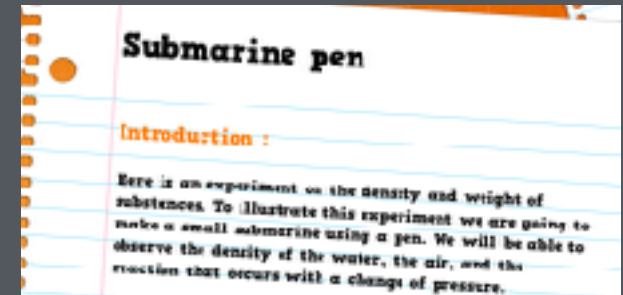 Submarine pen
Introduction :
Here is an experiment on the density and weight of
substances. To illustrate this experiment we are going to
make a small submarine using a pen. We will be able to
observe the density of the water, the air, and the
reaction that occurs with a change of pressure.